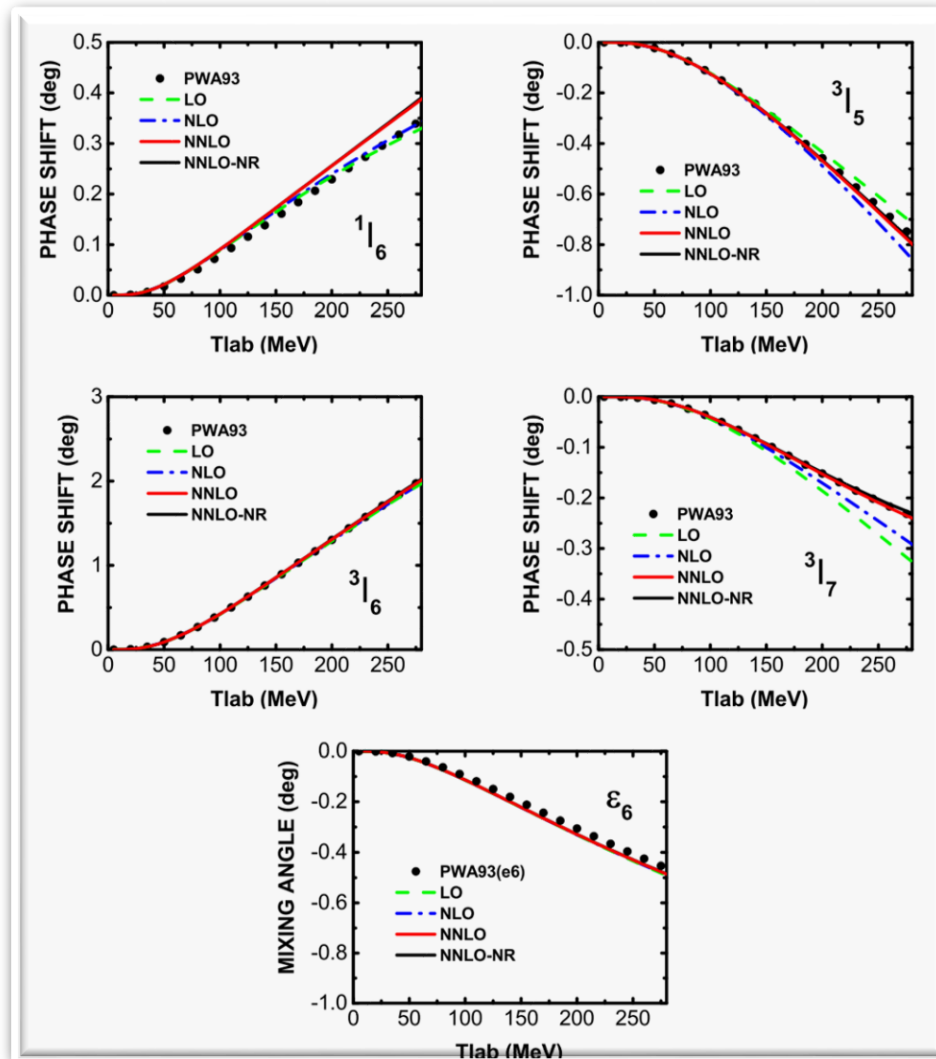 PHASE SHIFT (deg)
0.5
0.4
0.3
0.2
0.1
0.0
PWA93
LO
NLO
NNLO
NNLO-NR
1I6
0 50 100 150 200 250
Tlab (MeV)
PHASE SHIFT (deg)
0.0
-0.2
-0.4
-0.6
-0.8
-1.0
3I5
PWA93
LO
NLO
NNLO
NNLO-NR
0 50 100 150 200 250
Tlab (MeV)
PHASE SHIFT (deg)
3
2
1
0
PWA93
LO
NLO
NNLO
NNLO-NR
3I6
0 50 100 150 200 250
Tlab (MeV)
PHASE SHIFT (deg)
0.0
-0.1
-0.2
-0.3
-0.4
-0.5
PWA93
LO
NLO
NNLO
NNLO-NR
3I7
0 50 100 150 200 250
Tlab (MeV)
MIXING ANGLE (deg)
0.0
-0.2
-0.4
-0.6
-0.8
-1.0
ε6
PWA93(e6)
LO
NLO
NNLO
NNLO-NR
0 50 100 150 200 250
Tlab (MeV)